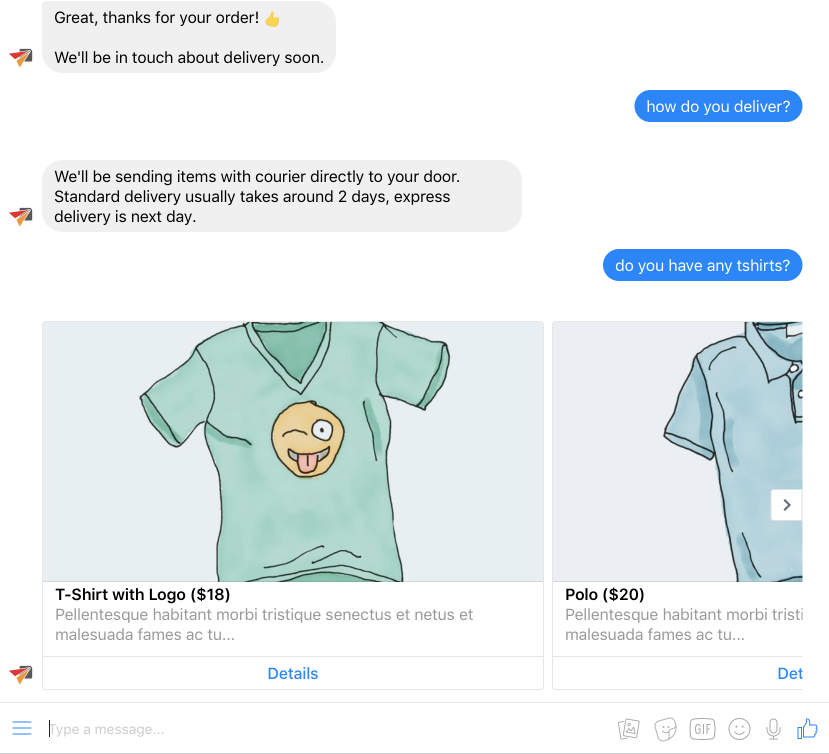 Great, thanks for your order! 👍
We'll be in touch about delivery soon.
how do you deliver?
We'll be sending items with courier directly to your door.
Standard delivery usually takes around 2 days, express
delivery is next day.
do you have any tshirts?
T-Shirt with Logo ($18)
Pellentesque habitant morbi tristique senectus et netus et
malesuada fames ac tu...
Details
Polo ($20)
Pellentesque habitant morbi tristi
malesuada fames ac tu...
Det
Type a message...
GIF